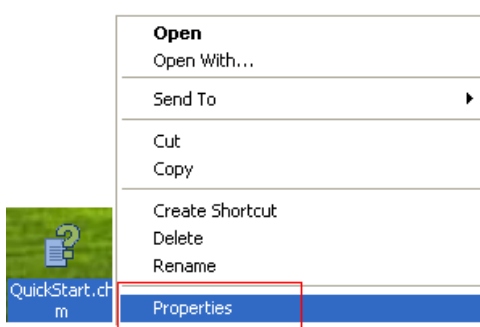 Open
Open With...
Send To
Cut
Copy
Create Shortcut
Delete
Rename
QuickStart.ch
m
Properties